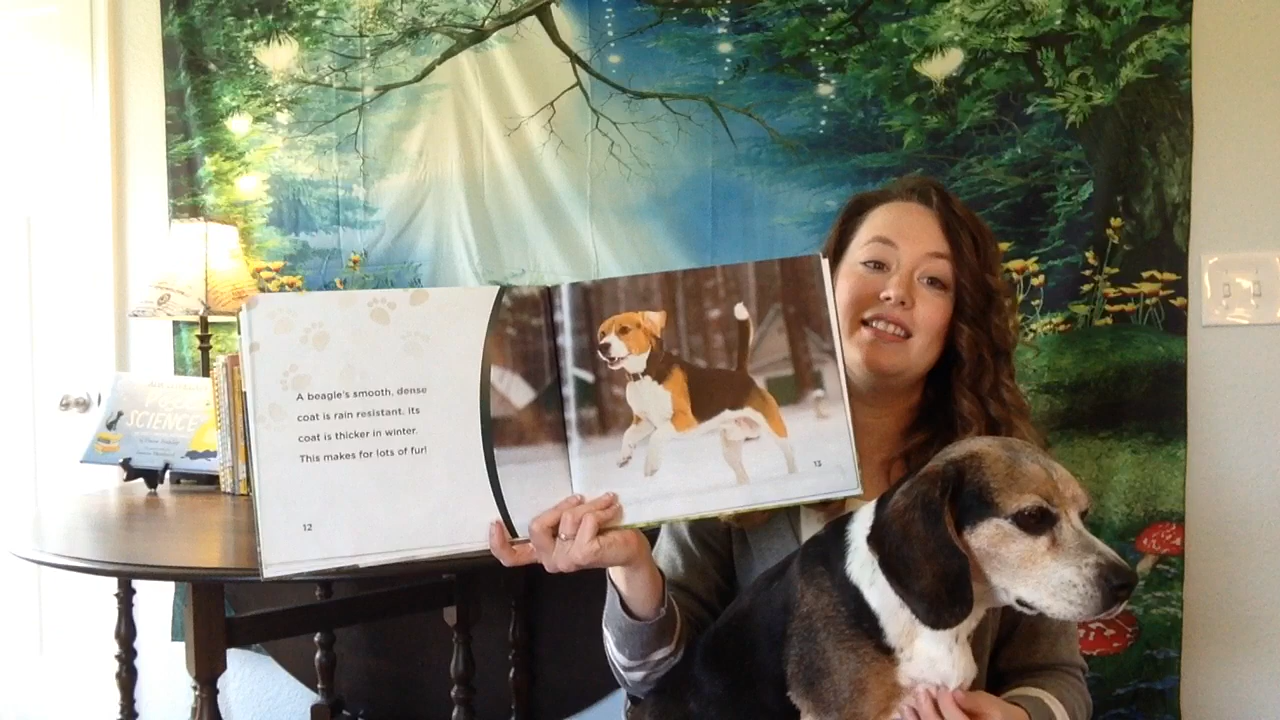 A beagle's smooth, dense
coat is rain resistant. Its
coat is thicker in winter.
This makes for lots of fur!
12
13
SCIENCE